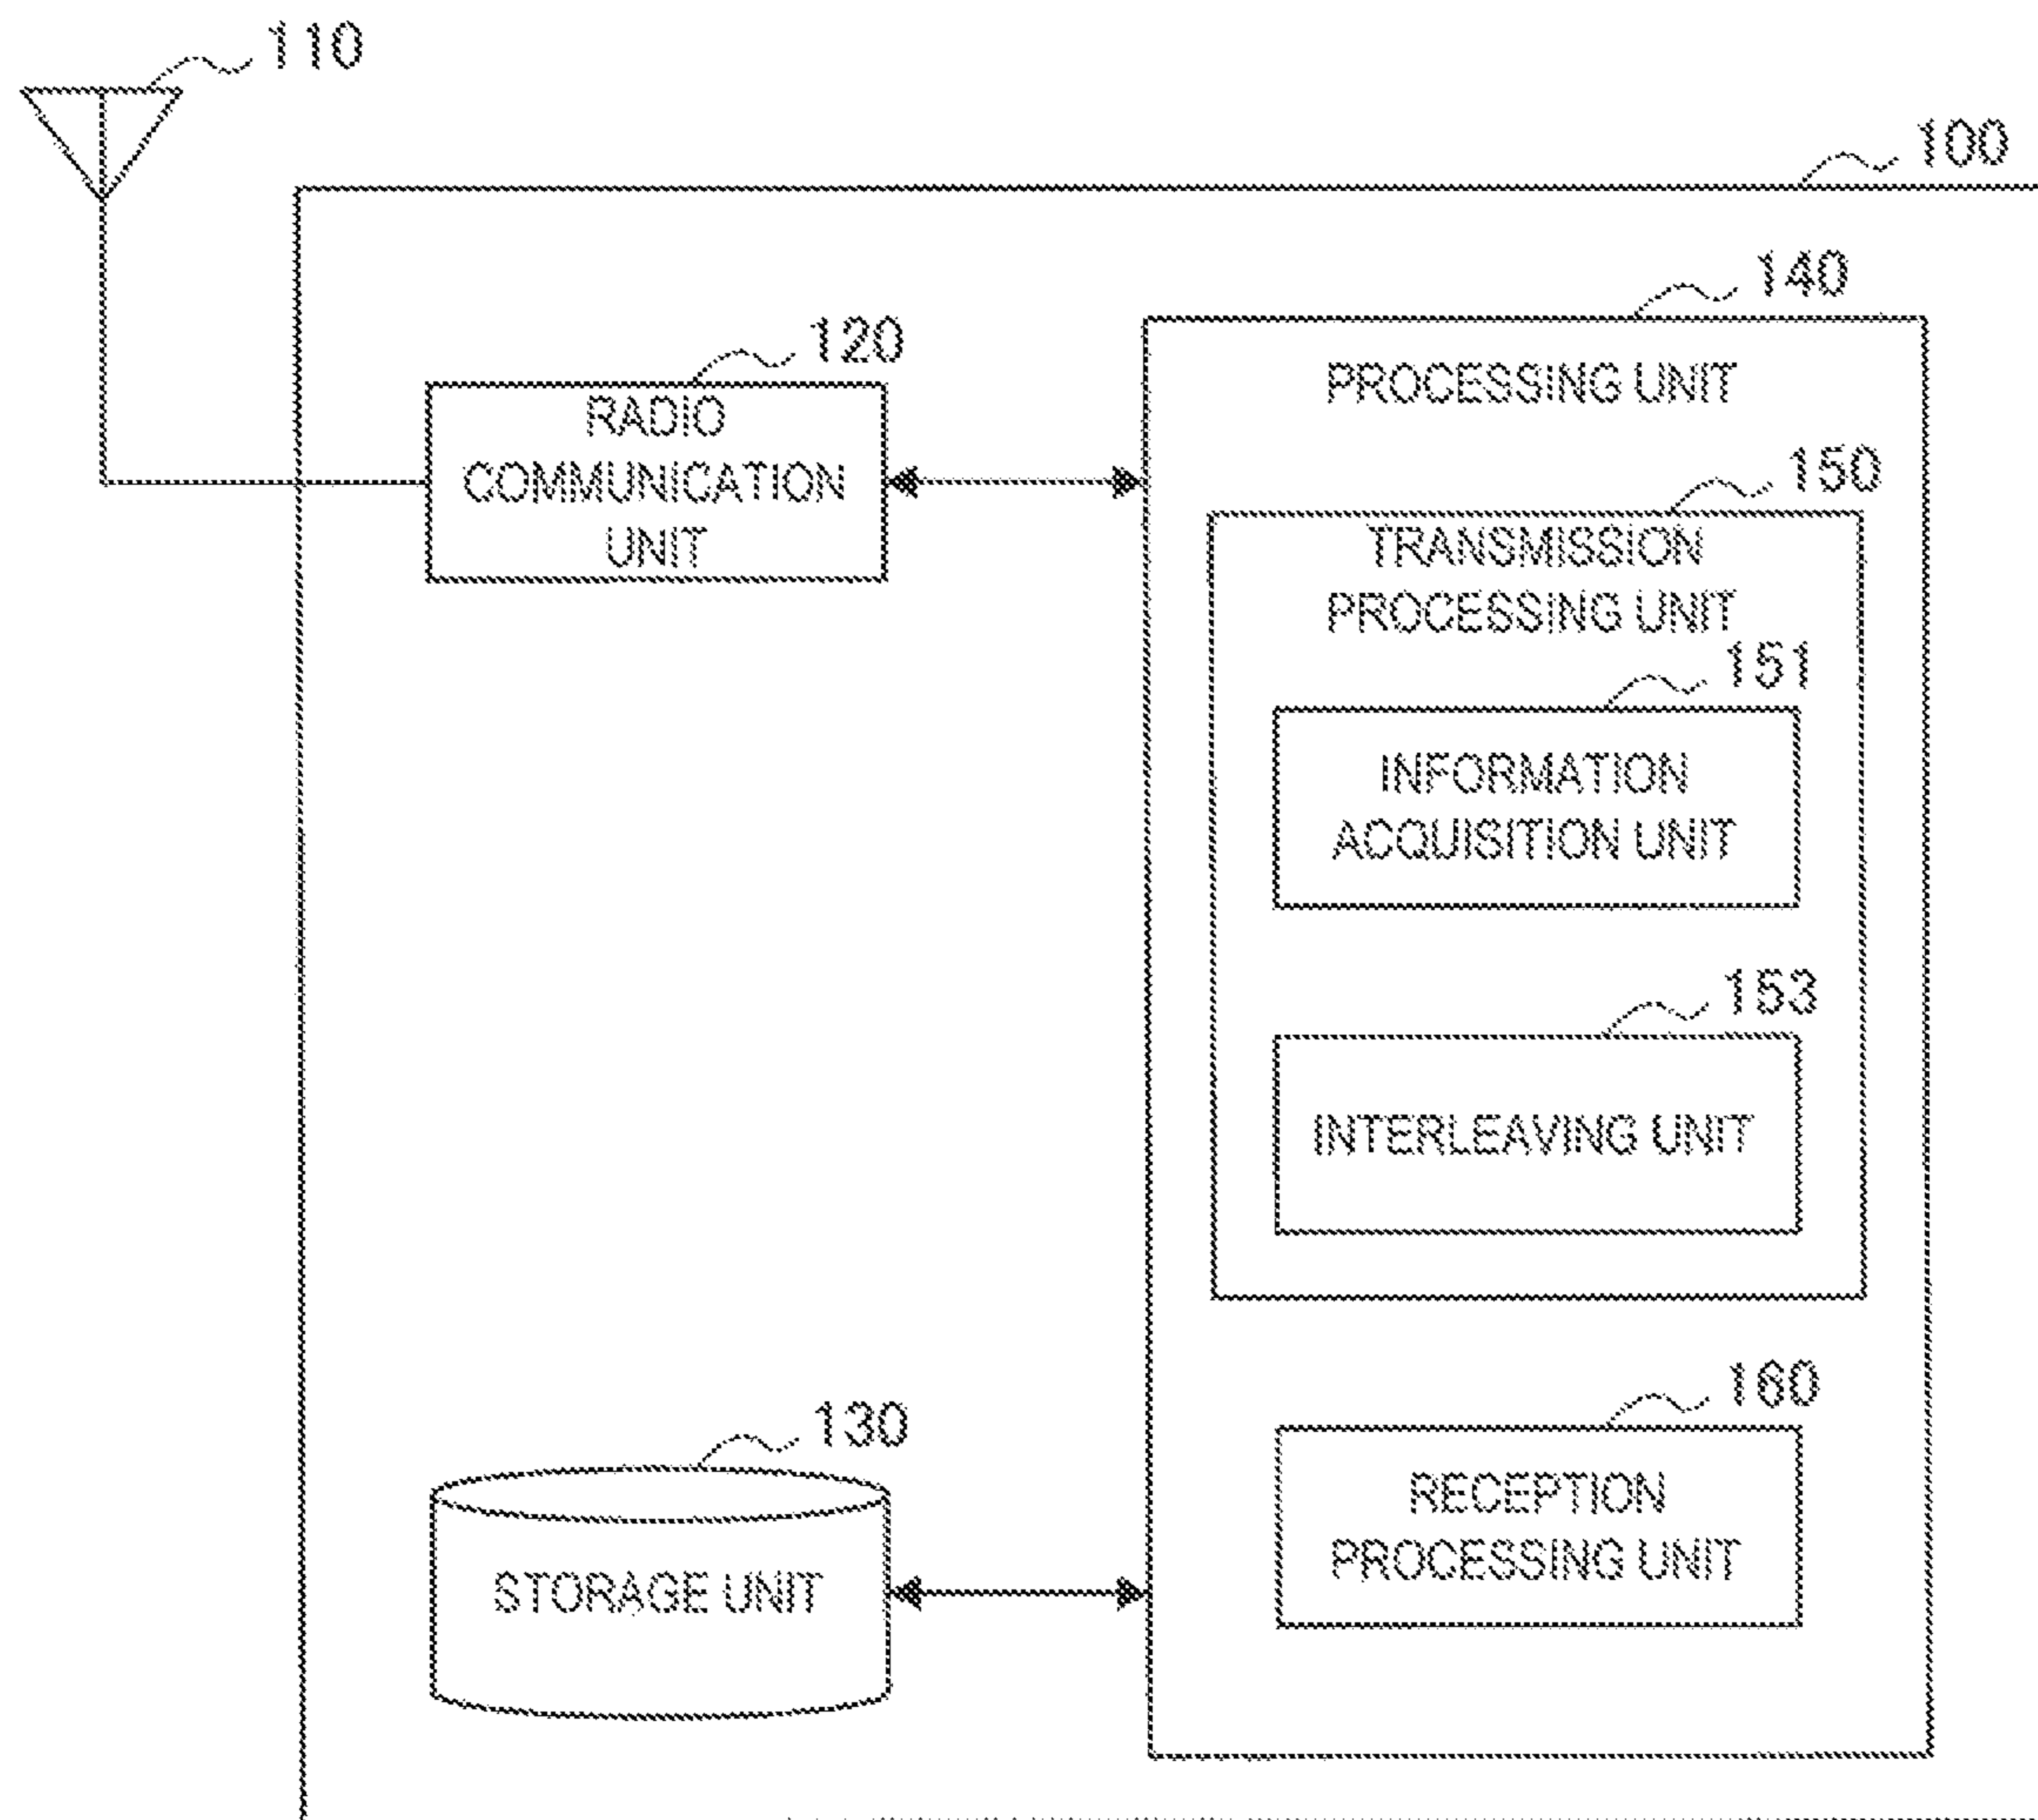 110
100
140
120
PROCESSING UNIT
RADIO
COMMUNICATION
UNIT
150
TRANSMISSION
PROCESSING UNIT
151
INFORMATION
ACQUISITION UNIT
153
INTERLEAVING UNIT
160
RECEPTION
PROCESSING UNIT
130
STORAGE UNIT